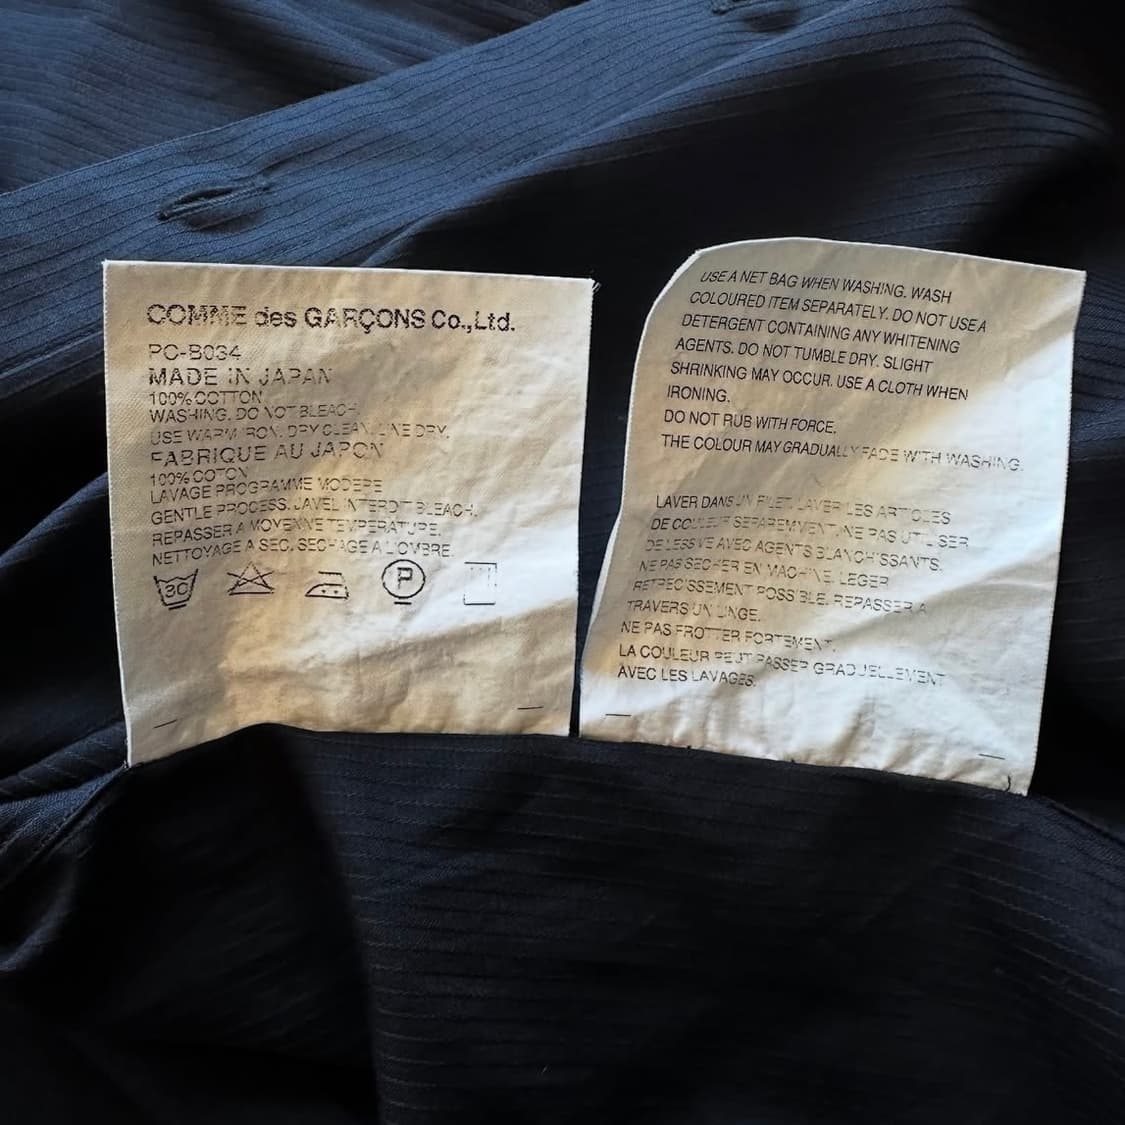 COMME des GARÇONS Co.,Ltd.
PC-B034
MADE IN JAPAN
100% COTTON
WASHING. DO NOT BLEACH.
USE WARM IRON. DRY CLEAN. LINE DRY.
FABRIQUE AU JAPON
100% COTON
LAVAGE PROGRAMME MODERE
GENTLE PROCESS. JAVEL INTERDIT BLEACH.
REPASSER A MOYENNE TEMPERATURE.
NETTOYAGE A SEC. SECHAGE A L'OMBRE.
30 P
USE A NET BAG WHEN WASHING. WASH
COLOURED ITEM SEPARATELY. DO NOT USE A
DETERGENT CONTAINING ANY WHITENING
AGENTS. DO NOT TUMBLE DRY. SLIGHT
SHRINKING MAY OCCUR. USE A CLOTH WHEN
IRONING.
DO NOT RUB WITH FORCE.
THE COLOUR MAY GRADUALLY FADE WITH WASHING.
LAVER DANS UN FILET. LAVER LES ARTICLES
DE COULEUR SEPAREMVENT. NE PAS UTILISER
DE LESSIVE AVEC AGENTS BLANCHISSANTS.
NE PAS SECHER EN MACHINE. LEGER
RETRECISSEMENT POSSIBLE. REPASSER A
TRAVERS UN LINGE.
NE PAS FROTTER FORTEMENT.
LA COULEUR PEUT PASSER GRADUELLEMENT
AVEC LES LAVAGES.